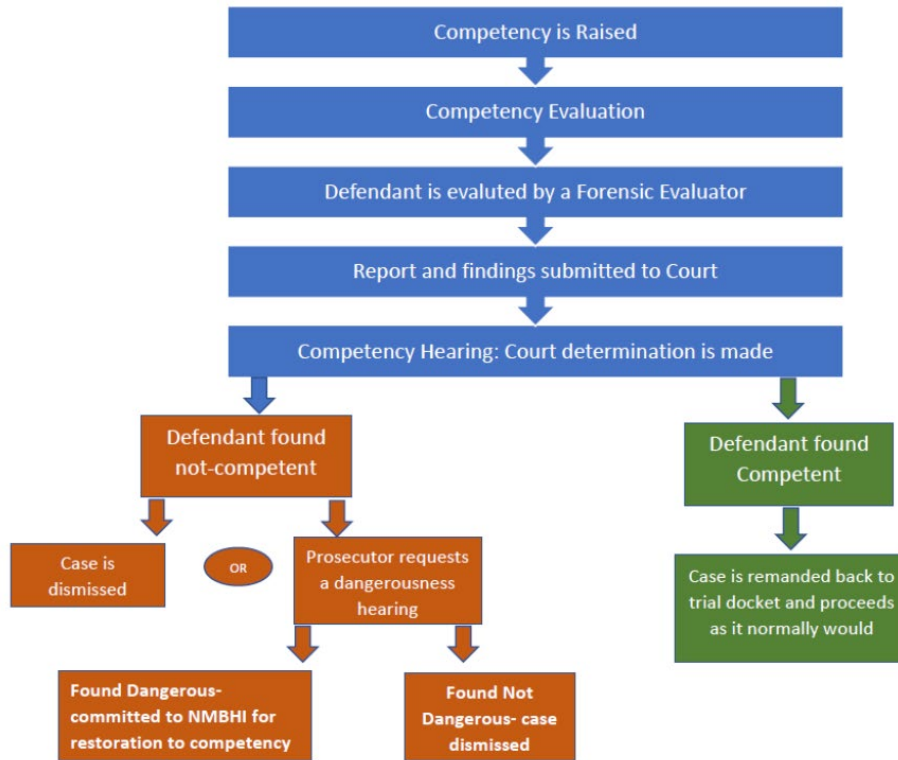 Competency is Raised
Competency Evaluation
Defendant is evaluted by a Forensic Evaluator
Report and findings submitted to Court
Competency Hearing: Court determination is made
Defendant found
not-competent
Defendant found
Competent
Case is
dismissed
OR
Prosecutor requests
a dangerousness
hearing
Case is remanded back to
trial docket and proceeds
as it normally would
Found Dangerous-
committed to NMBHI for
restoration to competency
Found Not
Dangerous- case
dismissed